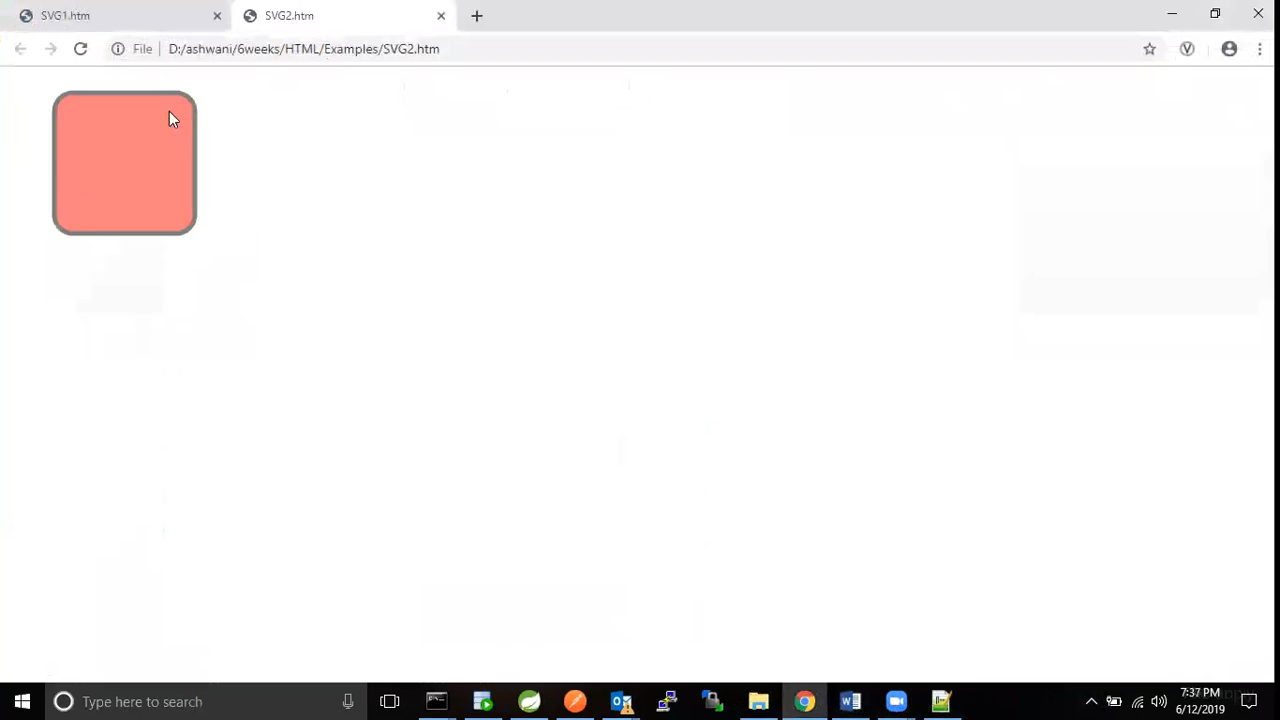 SVG1.htm
SVG2.htm
File
D:/ashwani/6weeks/HTML/Examples/SVG2.htm
Type here to search
7:37 PM
6/12/2019